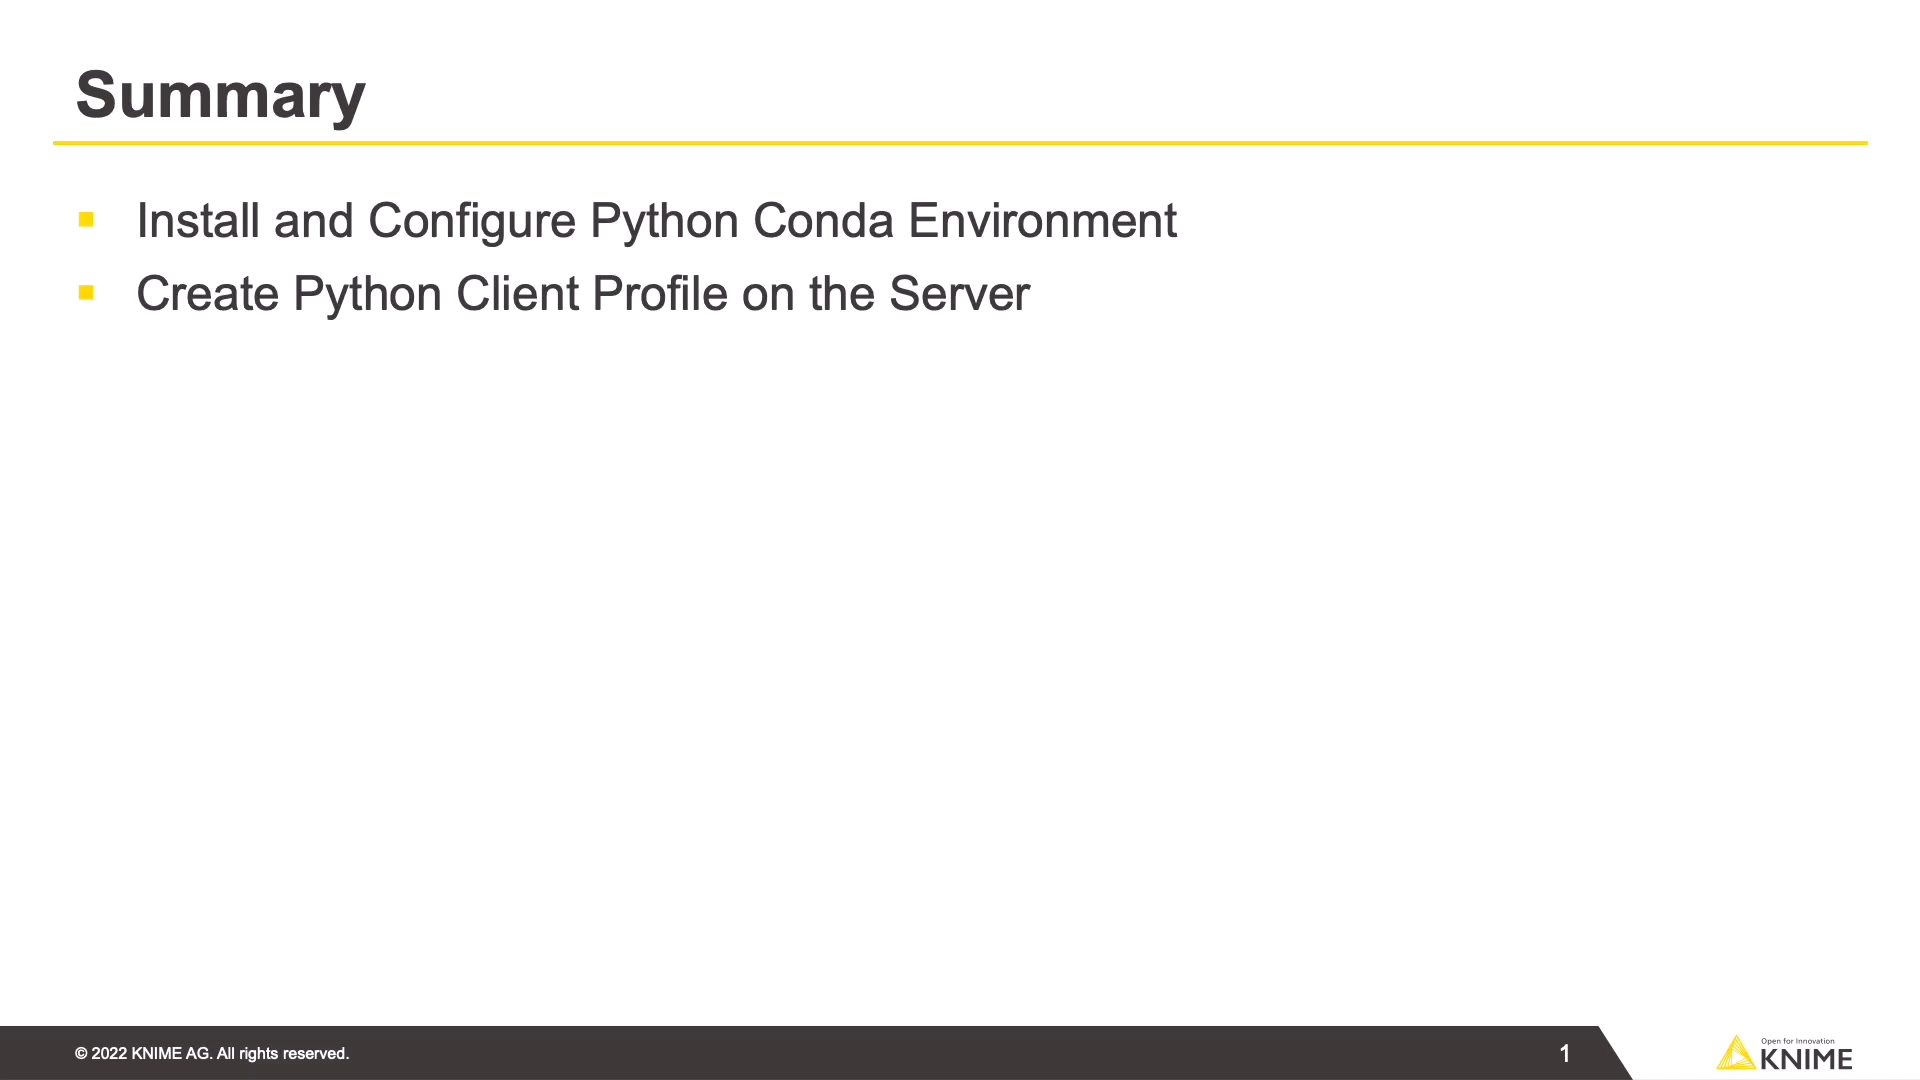 Summary
Install and Configure Python Conda Environment
Create Python Client Profile on the Server
© 2022 KNIME AG. All rights reserved.
1
Open for Innovation
KNIME